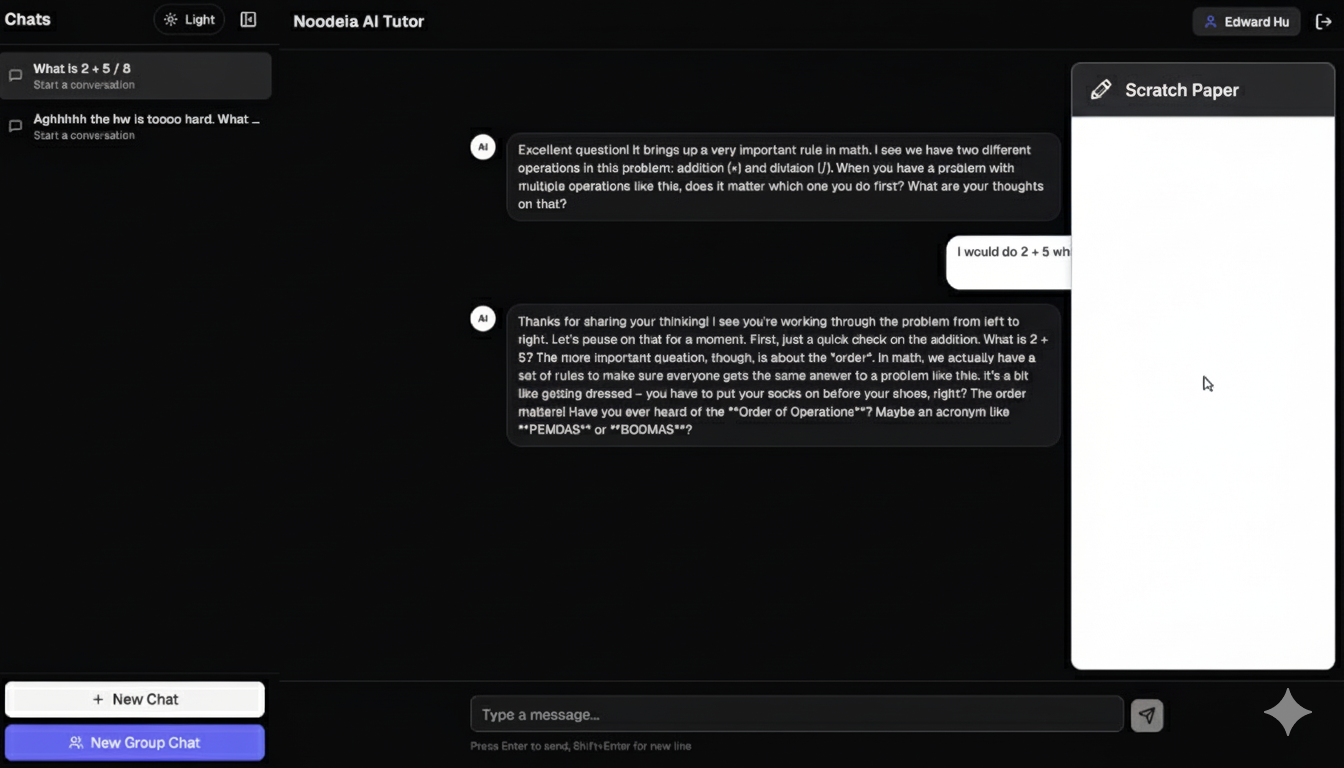 Chats
Light
Noodeia AI Tutor
Edward Hu
What is 2 + 5 / 8
Start a conversation
Aghhhhh the hw is toooo hard. What ...
Start a conversation
Scratch Paper
AI
Excellent question! It brings up a very important rule in math. I see we have two different
operations in this problem: addition (+) and division (/). When you have a problem with
multiple operations like this, does it matter which one you do first? What are your thoughts
on that?
I would do 2 + 5 wh
AI
Thanks for sharing your thinking! I see you're working through the problem from left to
right. Let's pause on that for a moment. First, just a quick check on the addition. What is 2 +
5? The more important question, though, is about the *order*. In math, we actually have a
set of rules to make sure everyone gets the same answer to a problem like this. It's a bit
like getting dressed – you have to put your socks on before your shoes, right? The order
matters! Have you ever heard of the **Order of Operations**? Maybe an acronym like
**PEMDAS** or **BODMAS**?
+ New Chat
New Group Chat
Type a message...
Press Enter to send, Shift+Enter for new line